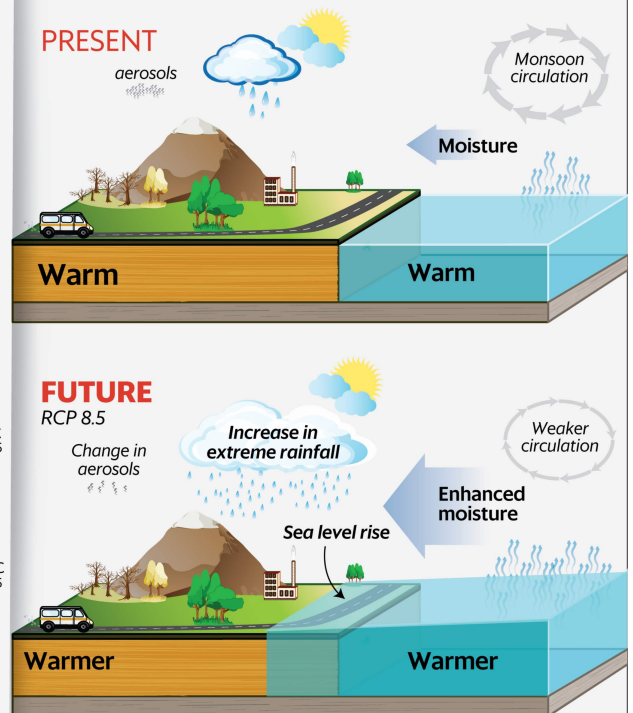 PRESENT
aerosols
Monsoon
circulation
Moisture
Warm
Warm
FUTURE
RCP 8.5
Change in
aerosols
Increase in
extreme rainfall
Weaker
circulation
Enhanced
moisture
Sea level rise
Warmer
Warmer